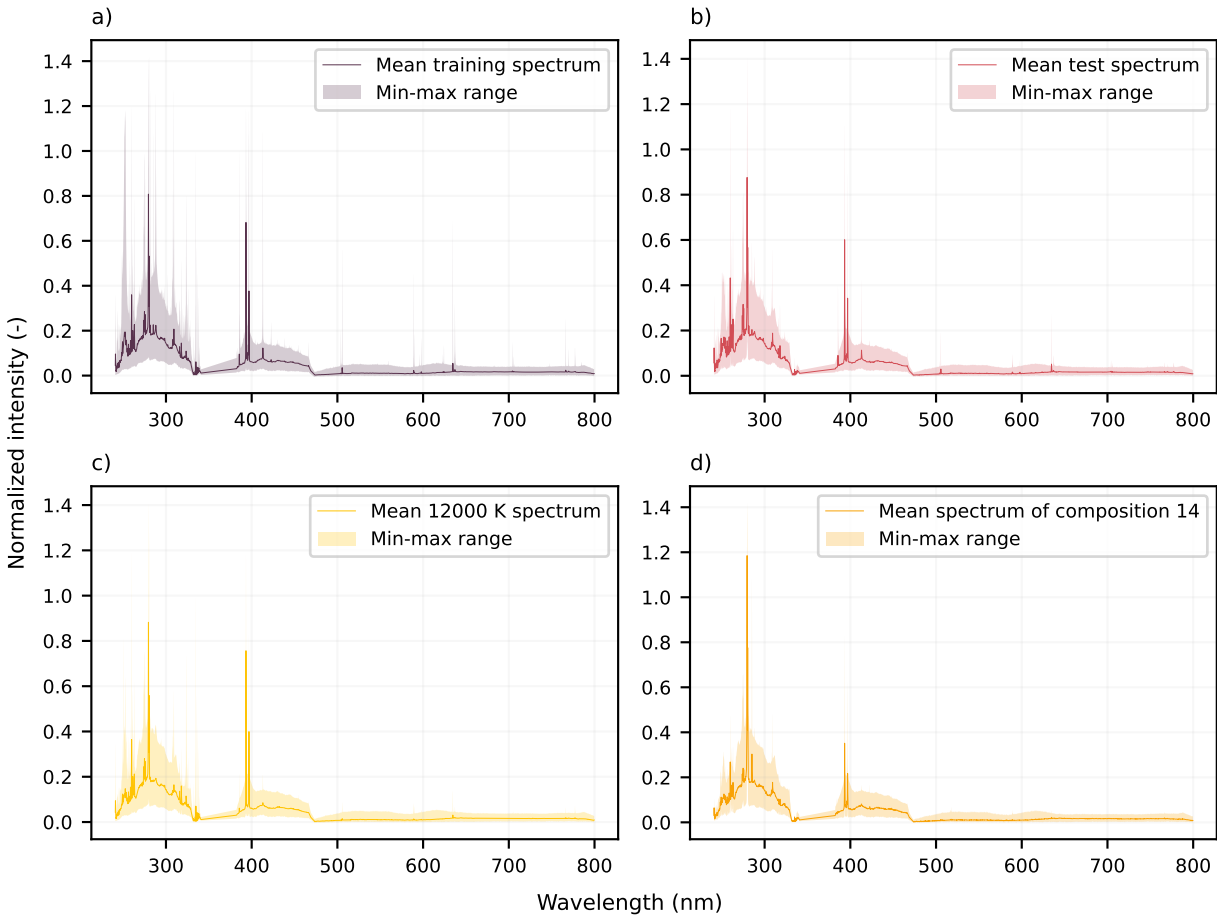 a)
Mean training spectrum
Min-max range
1.4
1.2
1.0
0.8
0.6
0.4
0.2
0.0
300 400 500 600 700 800
b)
Mean test spectrum
Min-max range
1.4
1.2
1.0
0.8
0.6
0.4
0.2
0.0
300 400 500 600 700 800
c)
Mean 12000 K spectrum
Min-max range
1.4
1.2
1.0
0.8
0.6
0.4
0.2
0.0
300 400 500 600 700 800
d)
Mean spectrum of composition 14
Min-max range
1.4
1.2
1.0
0.8
0.6
0.4
0.2
0.0
300 400 500 600 700 800
Normalized intensity (-)
Wavelength (nm)